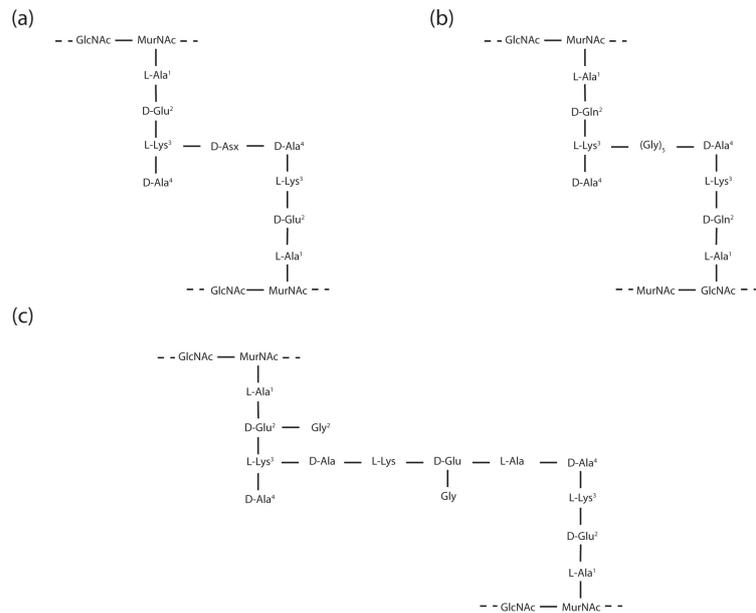 (a)
GlcNAc MurNAc
L-Ala¹
D-Glu²
L-Lys³ D-Asx D-Ala⁴
D-Ala⁴ L-Lys³
D-Glu²
L-Ala¹
GlcNAc MurNAc
(b)
GlcNAc MurNAc
L-Ala¹
D-Gln²
L-Lys³ (Gly)₅ D-Ala⁴
D-Ala⁴ L-Lys³
D-Gln²
L-Ala¹
MurNAc GlcNAc
(c)
GlcNAc MurNAc
L-Ala¹
D-Glu² Gly²
L-Lys³ D-Ala L-Lys D-Glu L-Ala D-Ala⁴
D-Ala⁴ Gly L-Lys³
D-Glu²
L-Ala¹
GlcNAc MurNAc